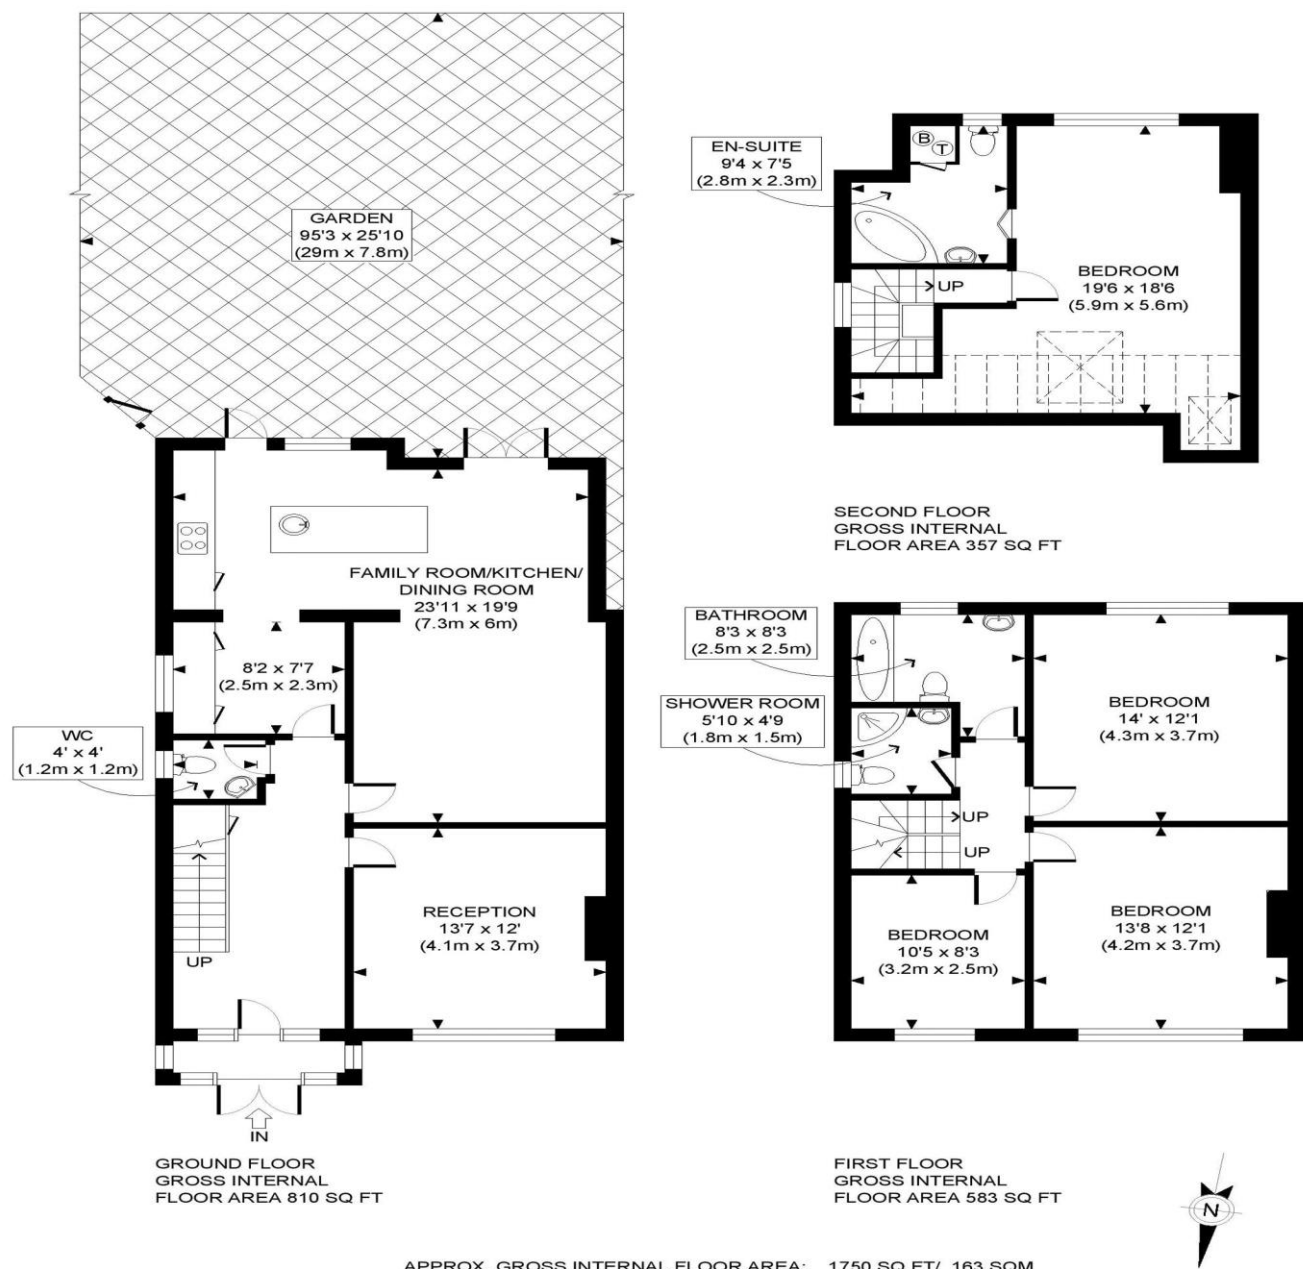 GARDEN
95'3 x 25'10
(29m x 7.8m)
FAMILY ROOM/KITCHEN/
DINING ROOM
23'11 x 19'9
(7.3m x 6m)
8'2 x 7'7
(2.5m x 2.3m)
WC
4' x 4'
(1.2m x 1.2m)
UP
RECEPTION
13'7 x 12'
(4.1m x 3.7m)
IN
GROUND FLOOR
GROSS INTERNAL
FLOOR AREA 810 SQ FT
EN-SUITE
9'4 x 7'5
(2.8m x 2.3m)
B
T
UP
BEDROOM
19'6 x 18'6
(5.9m x 5.6m)
SECOND FLOOR
GROSS INTERNAL
FLOOR AREA 357 SQ FT
BATHROOM
8'3 x 8'3
(2.5m x 2.5m)
SHOWER ROOM
5'10 x 4'9
(1.8m x 1.5m)
BEDROOM
14' x 12'1
(4.3m x 3.7m)
UP
UP
BEDROOM
10'5 x 8'3
(3.2m x 2.5m)
BEDROOM
13'8 x 12'1
(4.2m x 3.7m)
FIRST FLOOR
GROSS INTERNAL
FLOOR AREA 583 SQ FT
N
APPROX. GROSS INTERNAL FLOOR AREA: 1750 SQ FT/ 163 SQM